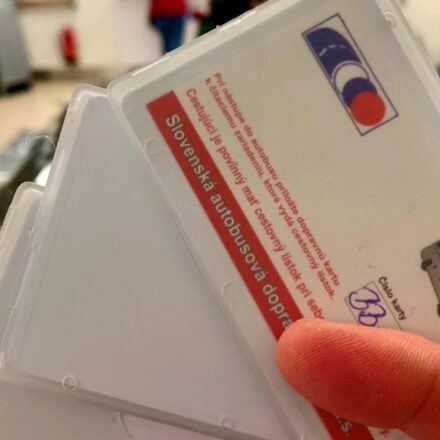 Pri nástupe do autobusu priložte dopravnú kartu
k čítaciemu zariadeniu, ktoré vydá cestovný lístok.
Cestujúci je povinný mať cestovný lístok pri sebe
Slovenská autobusová
Číslo karty